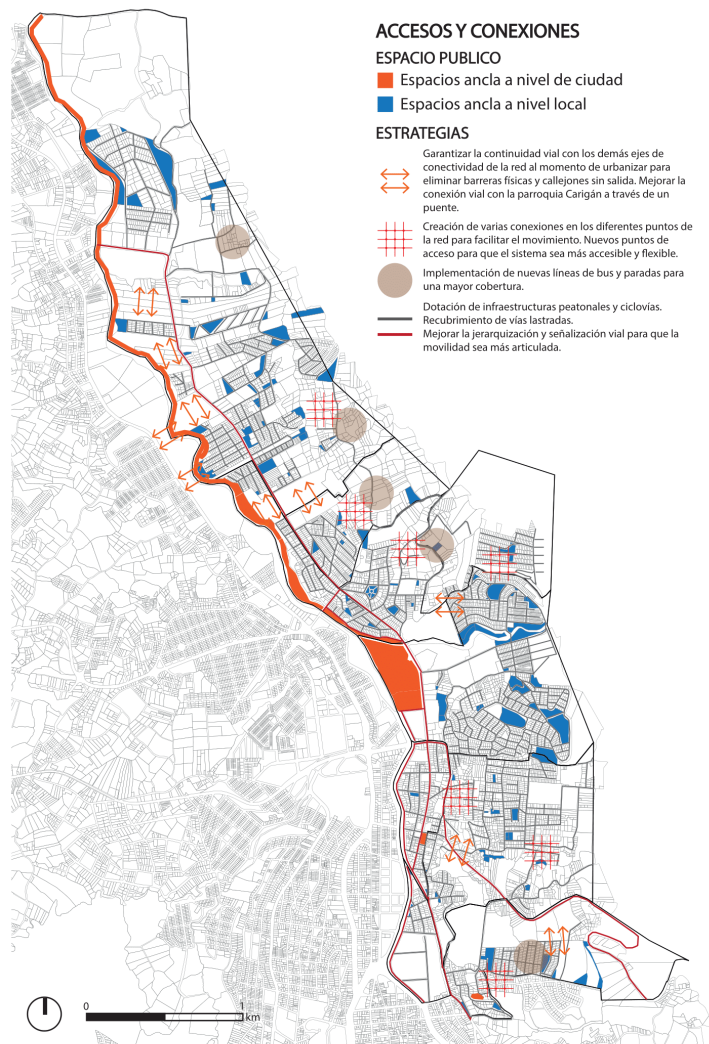 ACCESOS Y CONEXIONES
ESPACIO PUBLICO
Espacios ancla a nivel de ciudad
Espacios ancla a nivel local
ESTRATEGIAS
Garantizar la continuidad vial con los demás ejes de
conectividad de la red al momento de urbanizar para
eliminar barreras físicas y callejones sin salida. Mejorar la
conexión vial con la parroquia Carigán a través de un
puente.
Creación de varias conexiones en los diferentes puntos de
la red para facilitar el movimiento. Nuevos puntos de
acceso para que el sistema sea más accesible y flexible.
Implementación de nuevas líneas de bus y paradas para
una mayor cobertura.
Dotación de infraestructuras peatonales y ciclovías.
Recubrimiento de vías lastradas.
Mejorar la jerarquización y señalización vial para que la
movilidad sea más articulada.
0 1
km